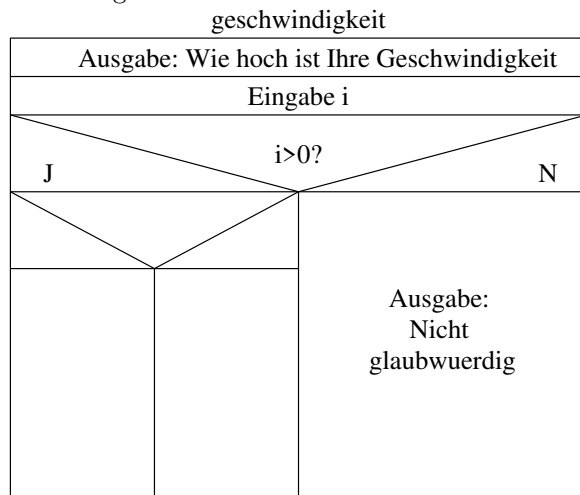 geschwindigkeit
Ausgabe: Wie hoch ist Ihre Geschwindigkeit
Eingabe i
i>0?
J
N
Ausgabe:
Nicht
glaubwuerdig